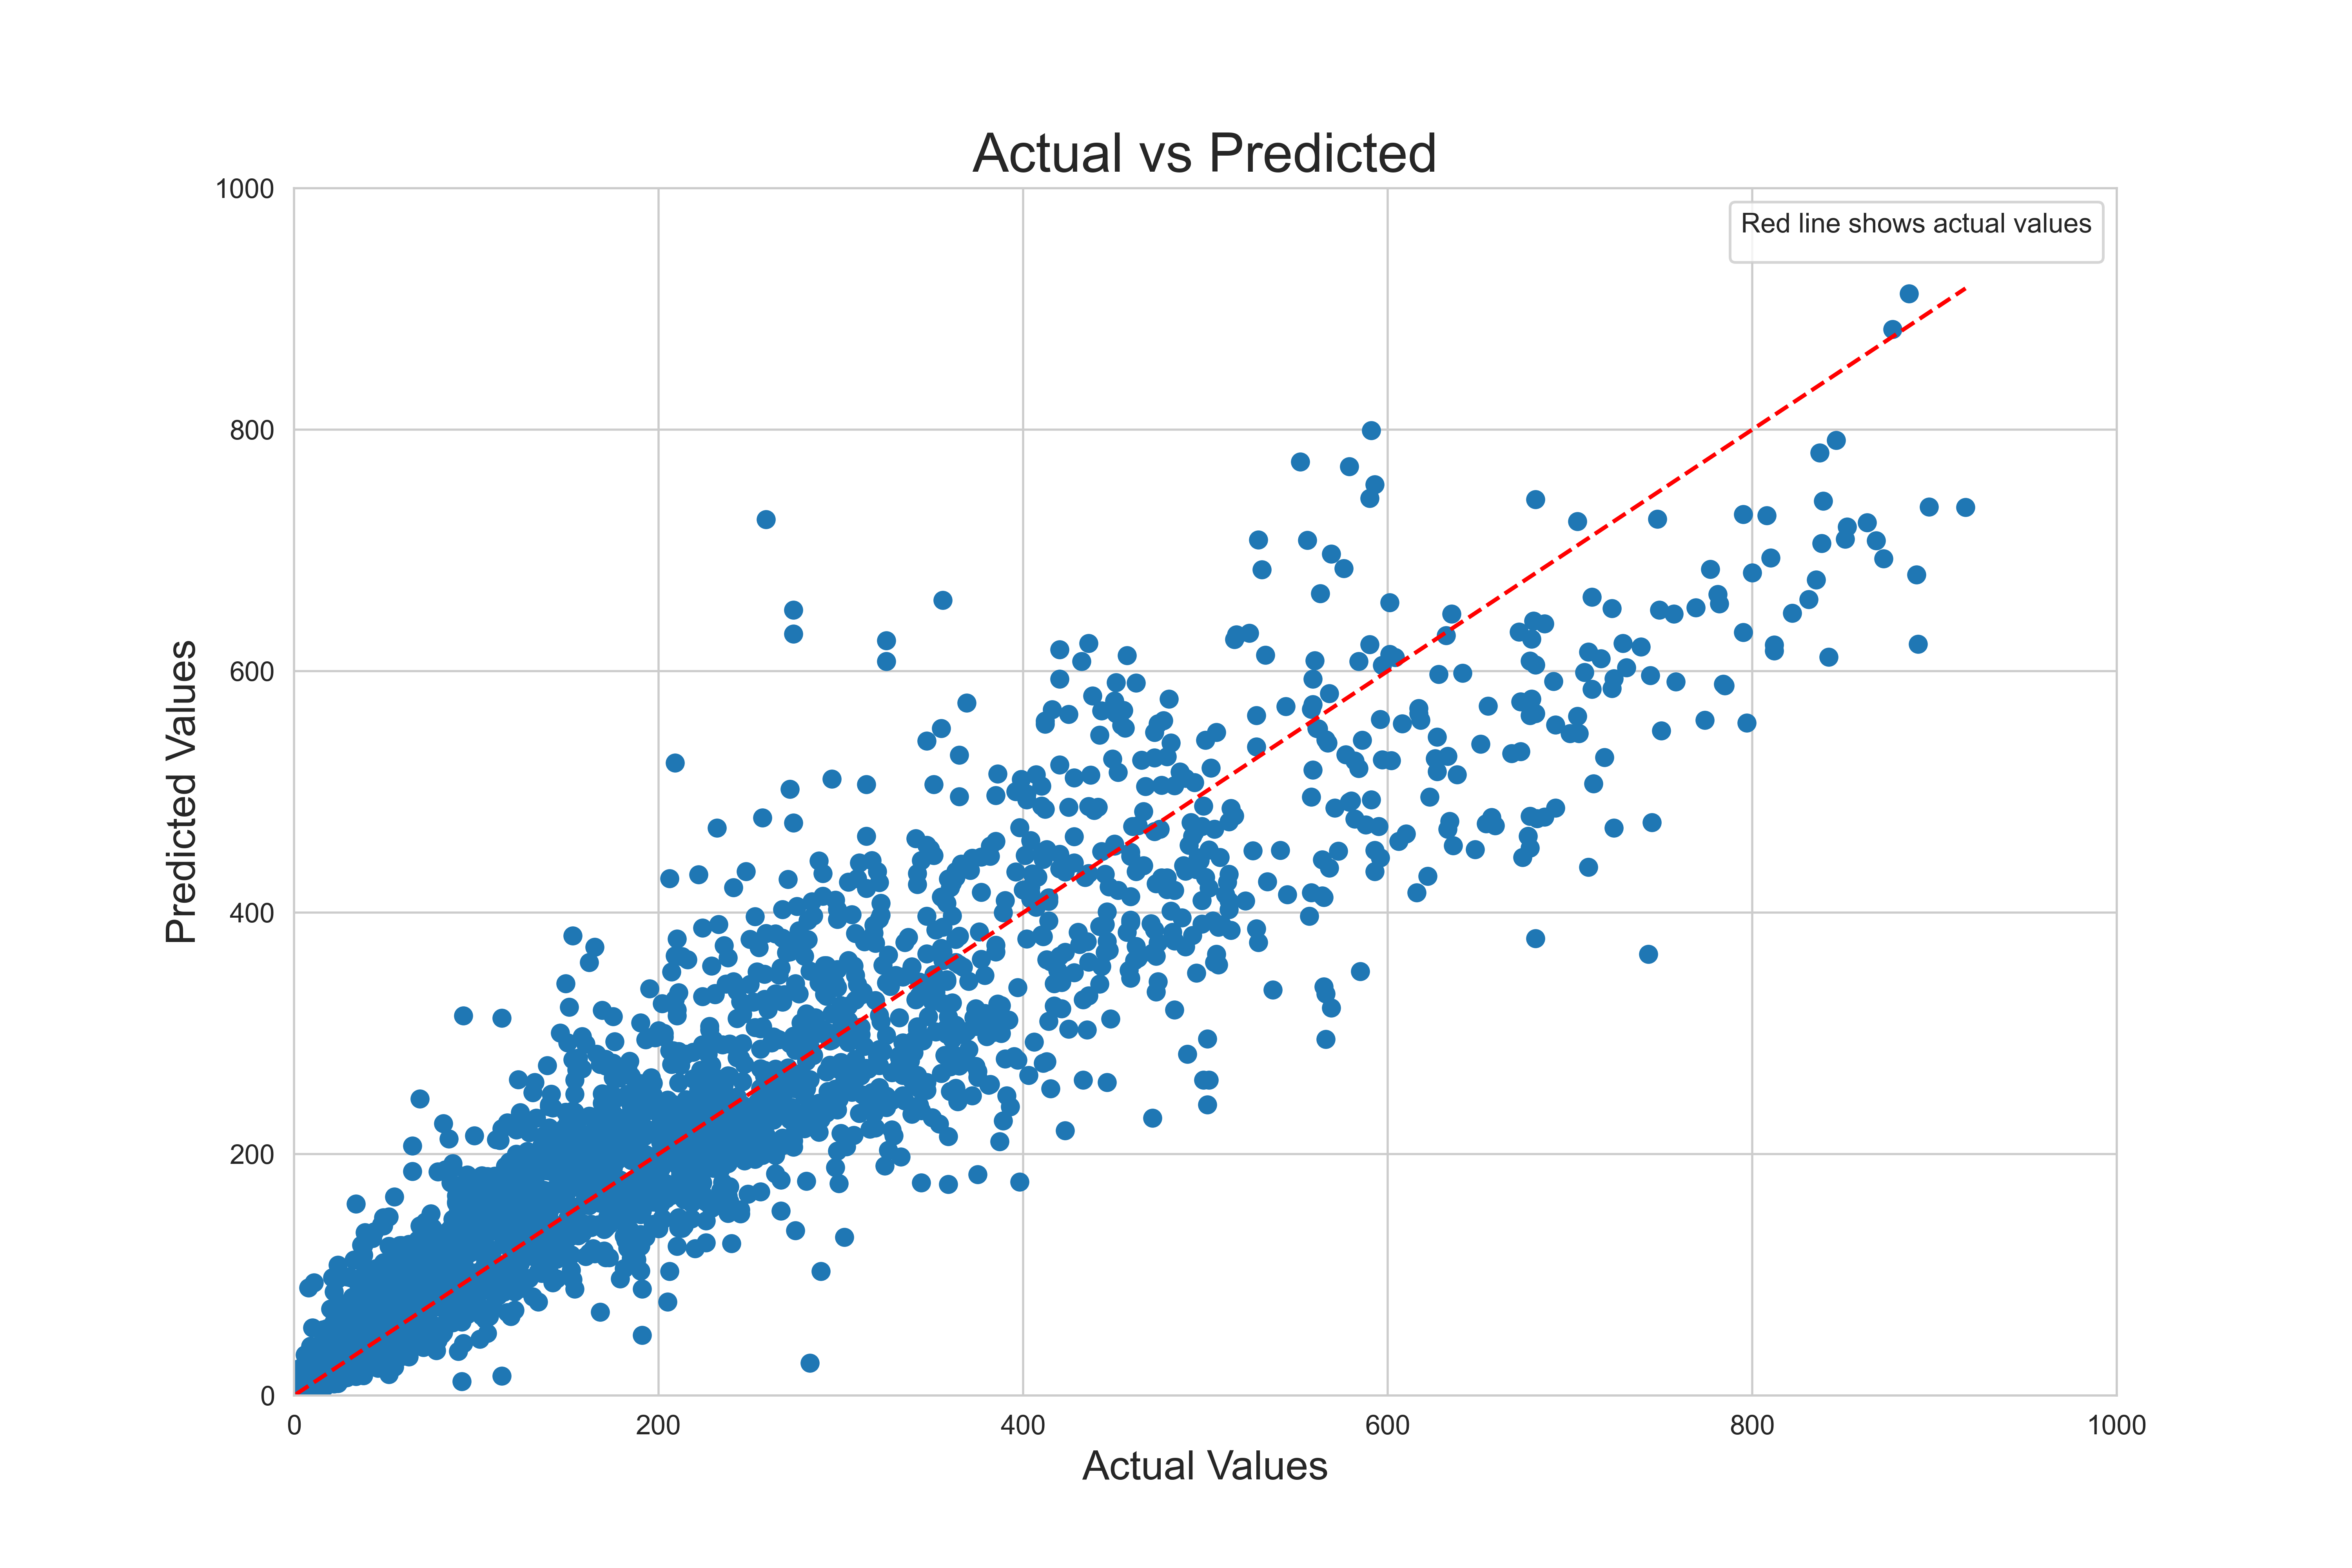 Actual vs Predicted
1000
Red line shows actual values
800
600
400
200
0
Predicted Values
0 200 400 600 800 1000
Actual Values